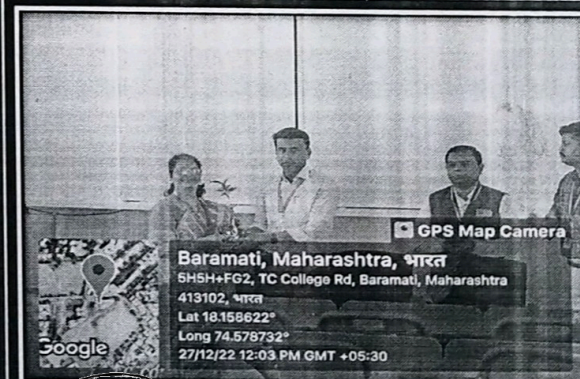 GPS Map Camera
Baramati, Maharashtra, भारत
5H5H+FG2, TC College Rd, Baramati, Maharashtra
413102, भारत
Lat 18.158622°
Long 74.578732°
27/12/22 12:03 PM GMT +05:30
Google